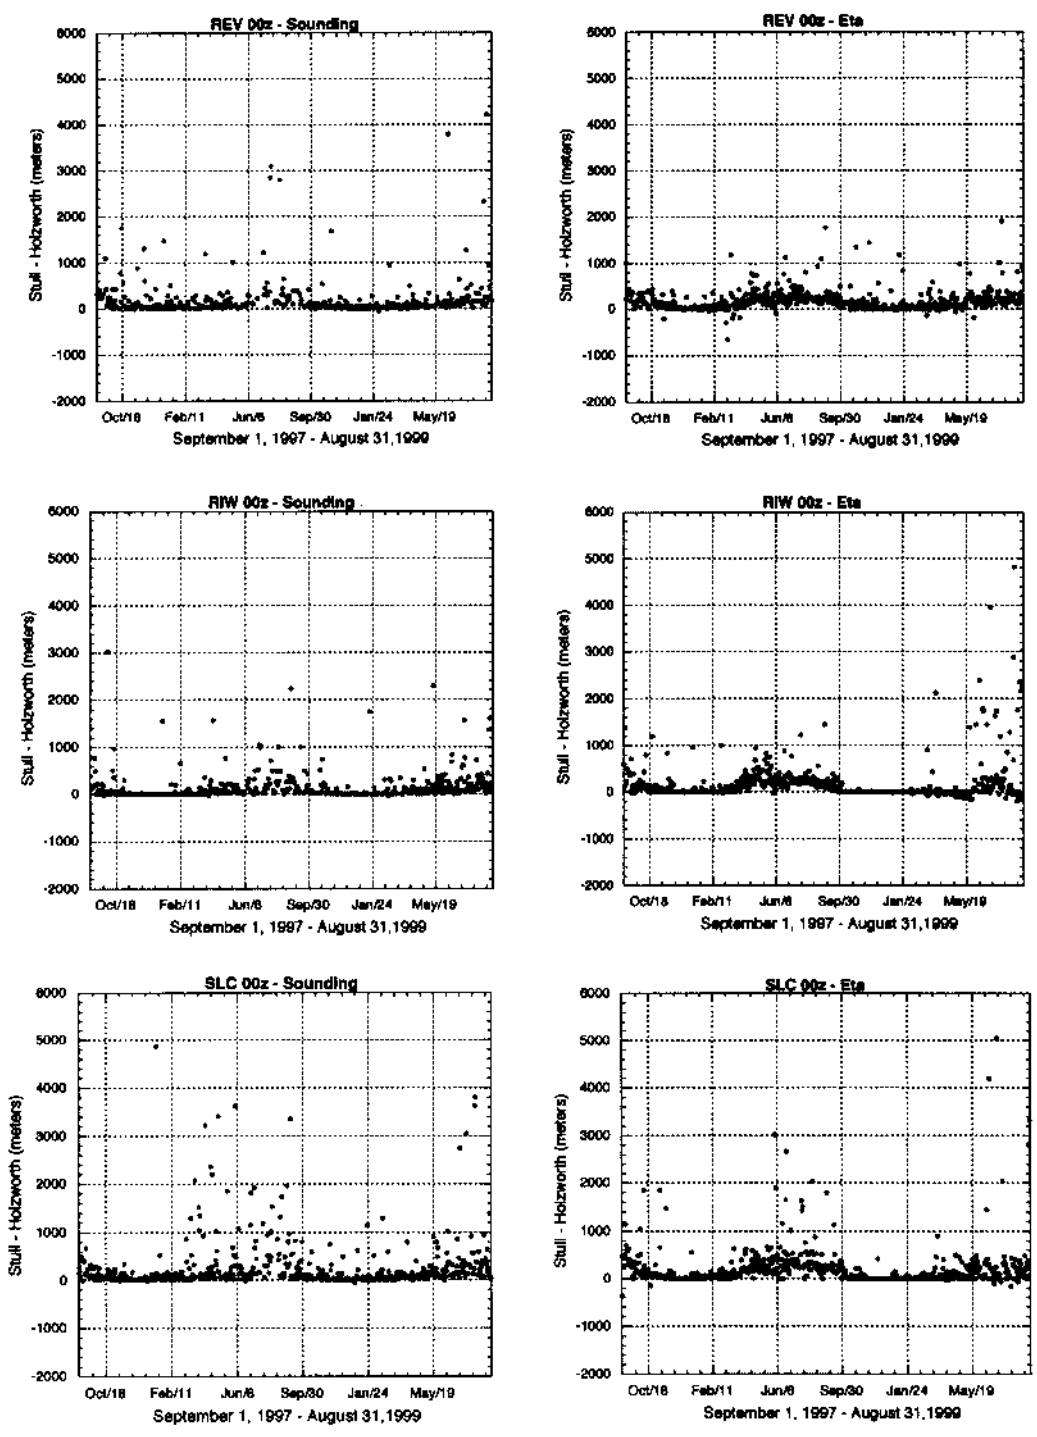 REV 00z - Sounding
6000
5000
4000
3000
2000
1000
0
-1000
-2000
Stull - Holzworth (meters)
Oct/18 Feb/11 Jun/6 Sep/30 Jan/24 May/19
September 1, 1997 - August 31,1999
REV 00z - Eta
6000
5000
4000
3000
2000
1000
0
-1000
-2000
Stull - Holzworth (meters)
Oct/18 Feb/11 Jun/6 Sep/30 Jan/24 May/19
September 1, 1997 - August 31,1999
RIW 00z - Sounding
6000
5000
4000
3000
2000
1000
0
-1000
-2000
Stull - Holzworth (meters)
Oct/18 Feb/11 Jun/6 Sep/30 Jan/24 May/19
September 1, 1997 - August 31,1999
RIW 00z - Eta
6000
5000
4000
3000
2000
1000
0
-1000
-2000
Stull - Holzworth (meters)
Oct/18 Feb/11 Jun/6 Sep/30 Jan/24 May/19
September 1, 1997 - August 31,1999
SLC 00z - Sounding
6000
5000
4000
3000
2000
1000
0
-1000
-2000
Stull - Holzworth (meters)
Oct/18 Feb/11 Jun/6 Sep/30 Jan/24 May/19
September 1, 1997 - August 31,1999
SLC 00z - Eta
6000
5000
4000
3000
2000
1000
0
-1000
-2000
Stull - Holzworth (meters)
Oct/18 Feb/11 Jun/6 Sep/30 Jan/24 May/19
September 1, 1997 - August 31,1999